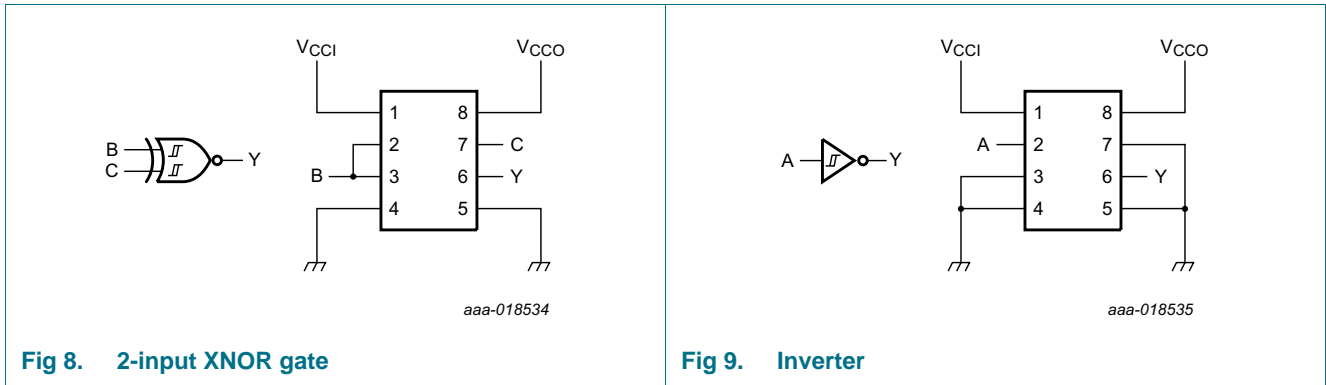 VCCI VCCO
B
C
Y
B
1 8
2 7 C
3 6 Y
4 5
aaa-018534
Fig 8. 2-input XNOR gate
VCCI VCCO
A Y
1 8
A 2 7
3 6 Y
4 5
aaa-018535
Fig 9. Inverter